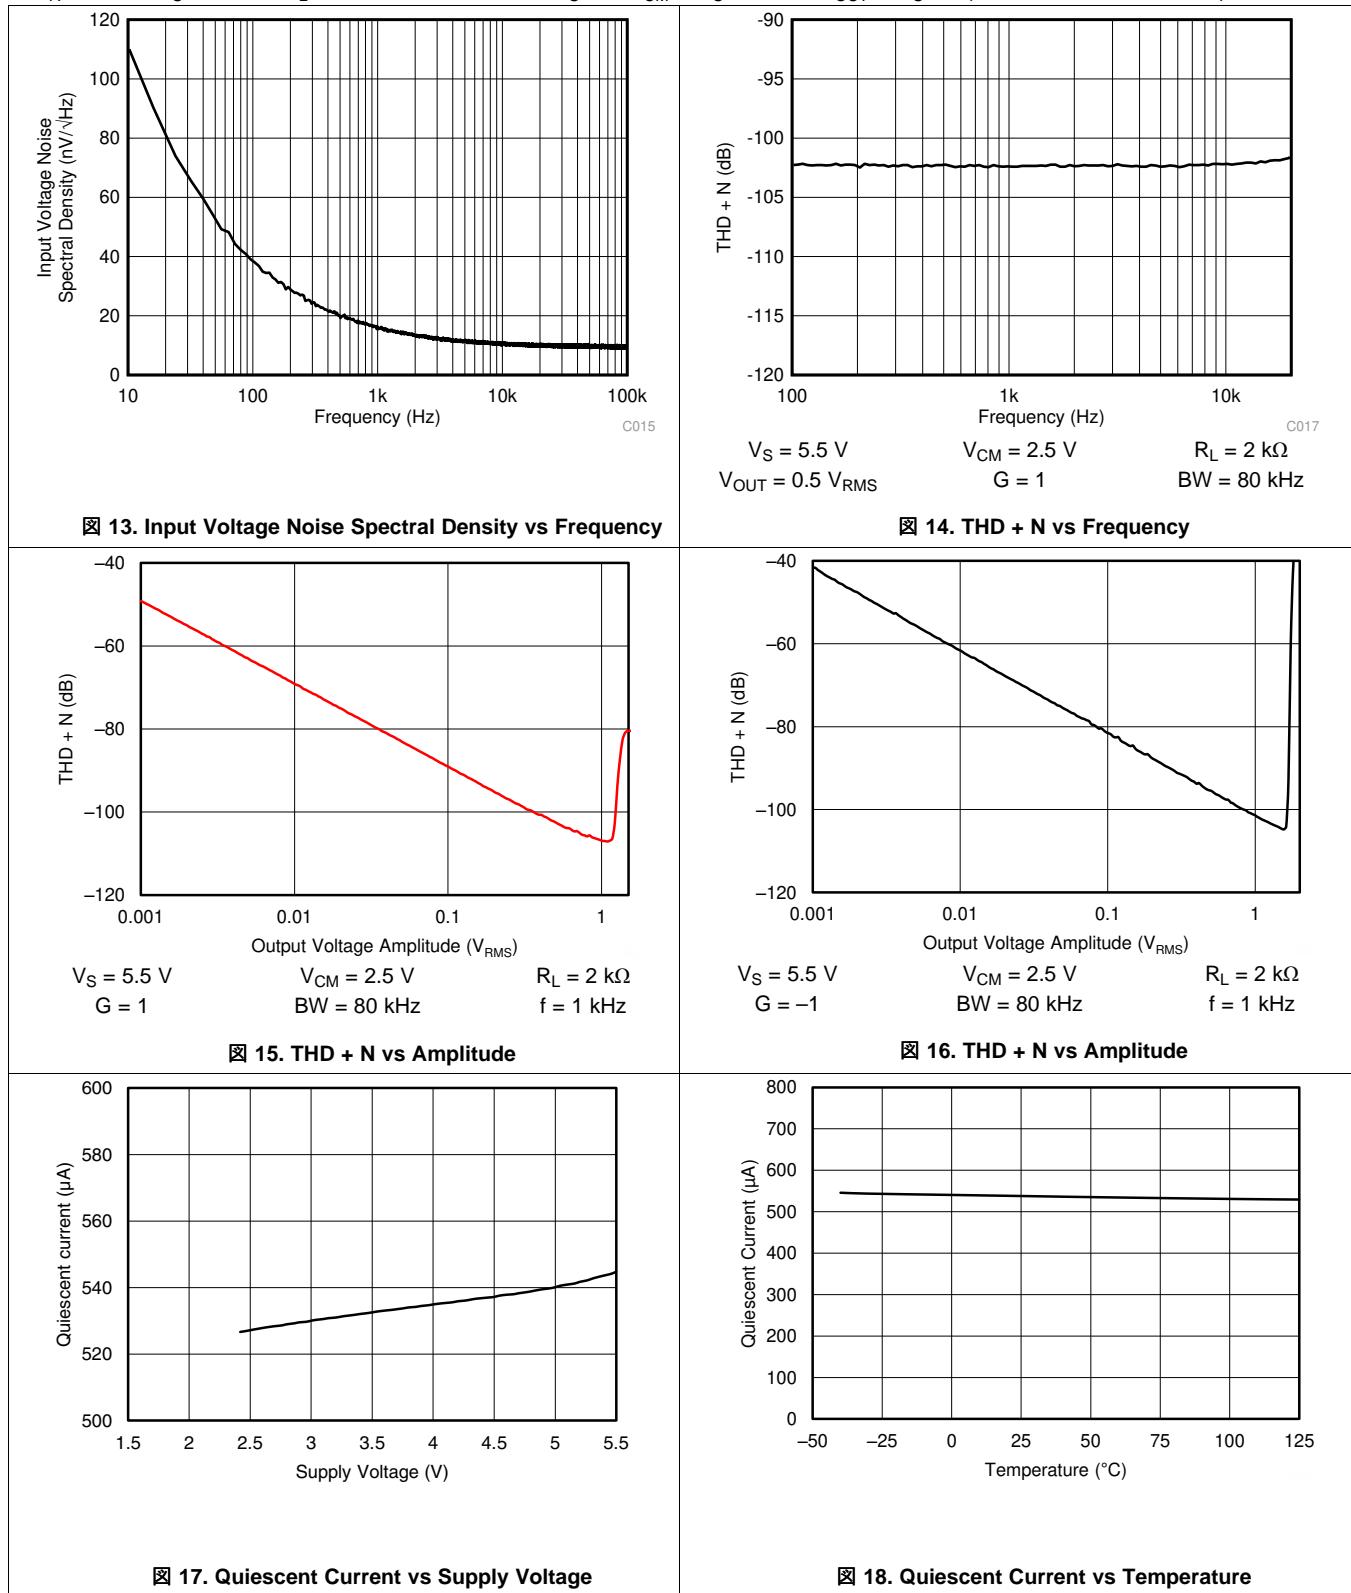 120
100
80
60
40
20
0
Input Voltage Noise
Spectral Density (nV/√Hz)
10
100
1k
10k
100k
Frequency (Hz)
C015
図 13. Input Voltage Noise Spectral Density vs Frequency
-90
-95
-100
-105
-110
-115
-120
THD + N (dB)
100
1k
10k
Frequency (Hz)
C017
VS = 5.5 V VCM = 2.5 V RL = 2 kΩ
VOUT = 0.5 VRMS G = 1 BW = 80 kHz
図 14. THD + N vs Frequency
–40
–60
–80
–100
–120
THD + N (dB)
0.001
0.01
0.1
1
Output Voltage Amplitude (VRMS)
VS = 5.5 V VCM = 2.5 V RL = 2 kΩ
G = 1 BW = 80 kHz f = 1 kHz
図 15. THD + N vs Amplitude
–40
–60
–80
–100
–120
THD + N (dB)
0.001
0.01
0.1
1
Output Voltage Amplitude (VRMS)
VS = 5.5 V VCM = 2.5 V RL = 2 kΩ
G = –1 BW = 80 kHz f = 1 kHz
図 16. THD + N vs Amplitude
600
580
560
540
520
500
Quiescent current (µA)
1.5
2
2.5
3
3.5
4
4.5
5
5.5
Supply Voltage (V)
図 17. Quiescent Current vs Supply Voltage
800
700
600
500
400
300
200
100
0
Quiescent Current (µA)
–50
–25
0
25
50
75
100
125
Temperature (°C)
図 18. Quiescent Current vs Temperature